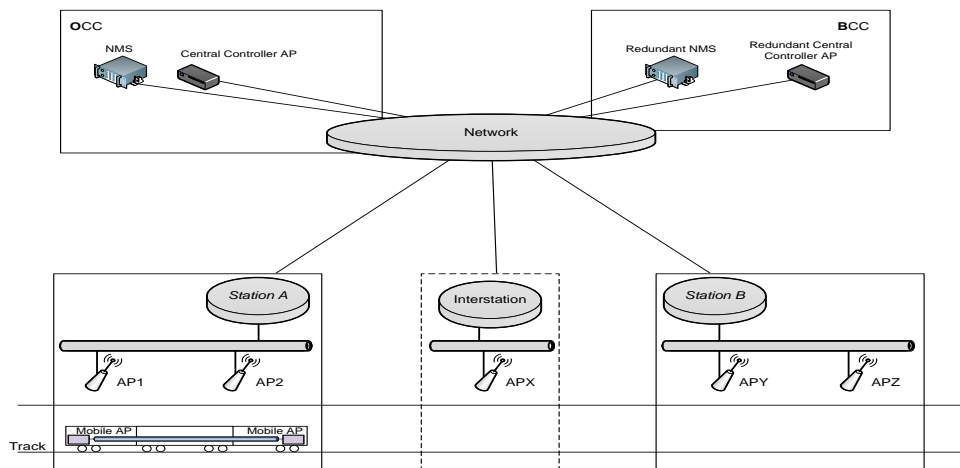 OCC
BCC
NMS
Central Controller AP
Redundant NMS
Redundant Central
Controller AP
Network
Station A
Interstation
Station B
AP1
AP2
APX
APY
APZ
Mobile AP
Mobile AP
Track